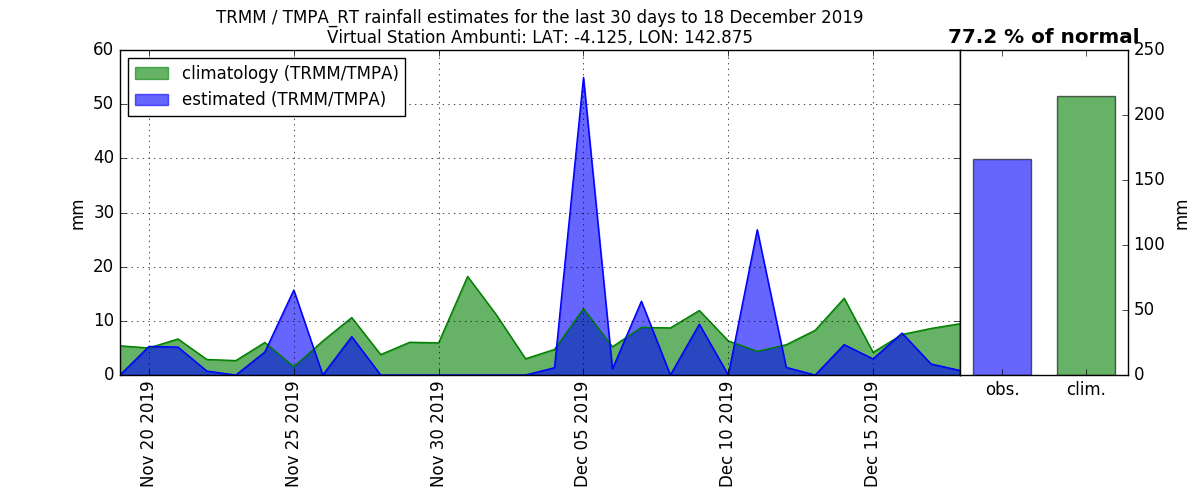 TRMM / TMPA_RT rainfall estimates for the last 30 days to 18 December 2019
Virtual Station Ambunti: LAT: -4.125, LON: 142.875
77.2 % of normal
climatology (TRMM/TMPA)
estimated (TRMM/TMPA)
mm
60
50
40
30
20
10
0
Nov 20 2019
Nov 25 2019
Nov 30 2019
Dec 05 2019
Dec 10 2019
Dec 15 2019
obs.
clim.
250
200
150
100
50
0
mm